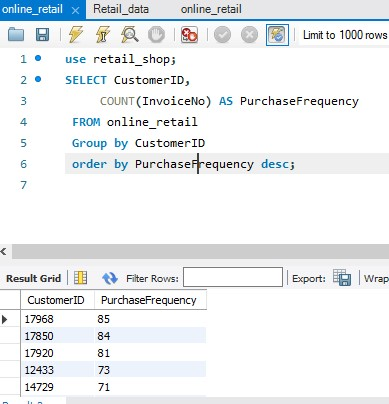 online_retail x Retail_data online_retail
Limit to 1000 rows
1 use retail_shop;
2 SELECT CustomerID,
3 COUNT(InvoiceNo) AS PurchaseFrequency
4 FROM online_retail
5 Group by CustomerID
6 order by PurchaseFrequency desc;
7
Result Grid Filter Rows: Export: Wrap
CustomerID PurchaseFrequency
17968 85
17850 84
17920 81
12433 73
14729 71